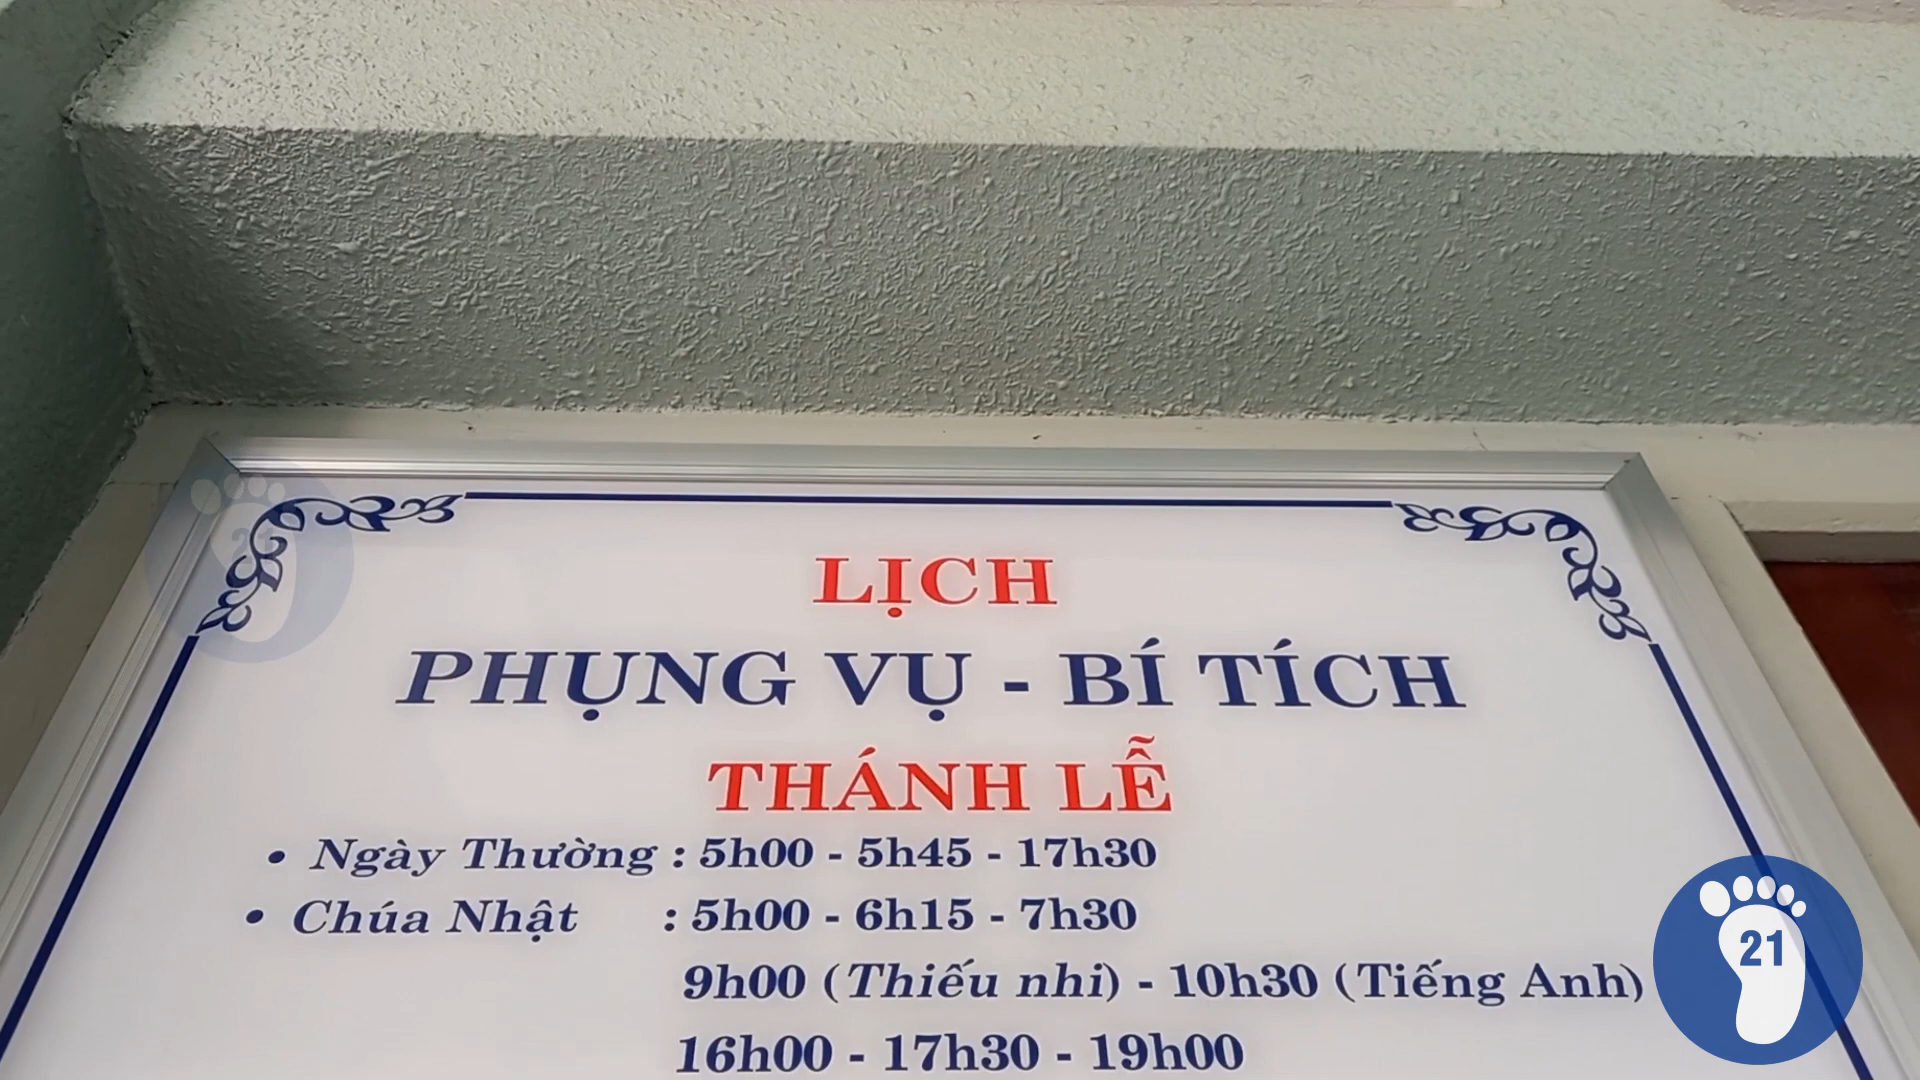 LỊCH
PHỤNG VỤ - BÍ TÍCH
THÁNH LỄ
• Ngày Thường : 5h00 - 5h45 - 17h30
• Chúa Nhật : 5h00 - 6h15 - 7h30
9h00 (Thiếu nhi) - 10h30 (Tiếng Anh)
16h00 - 17h30 - 19h00
21